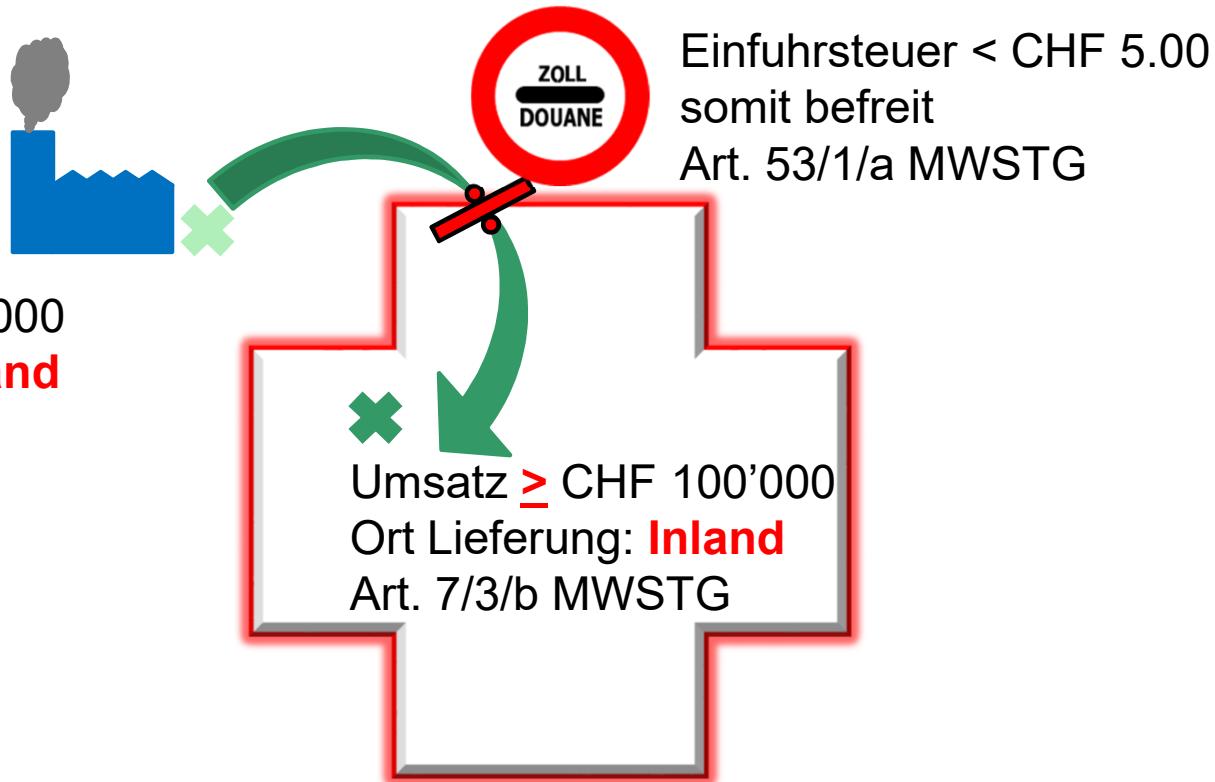 ZOLL
DOUANE
Einfuhrsteuer < CHF 5.00
somit befreit
Art. 53/1/a MWSTG
000
and
Umsatz > CHF 100’000
Ort Lieferung: Inland
Art. 7/3/b MWSTG